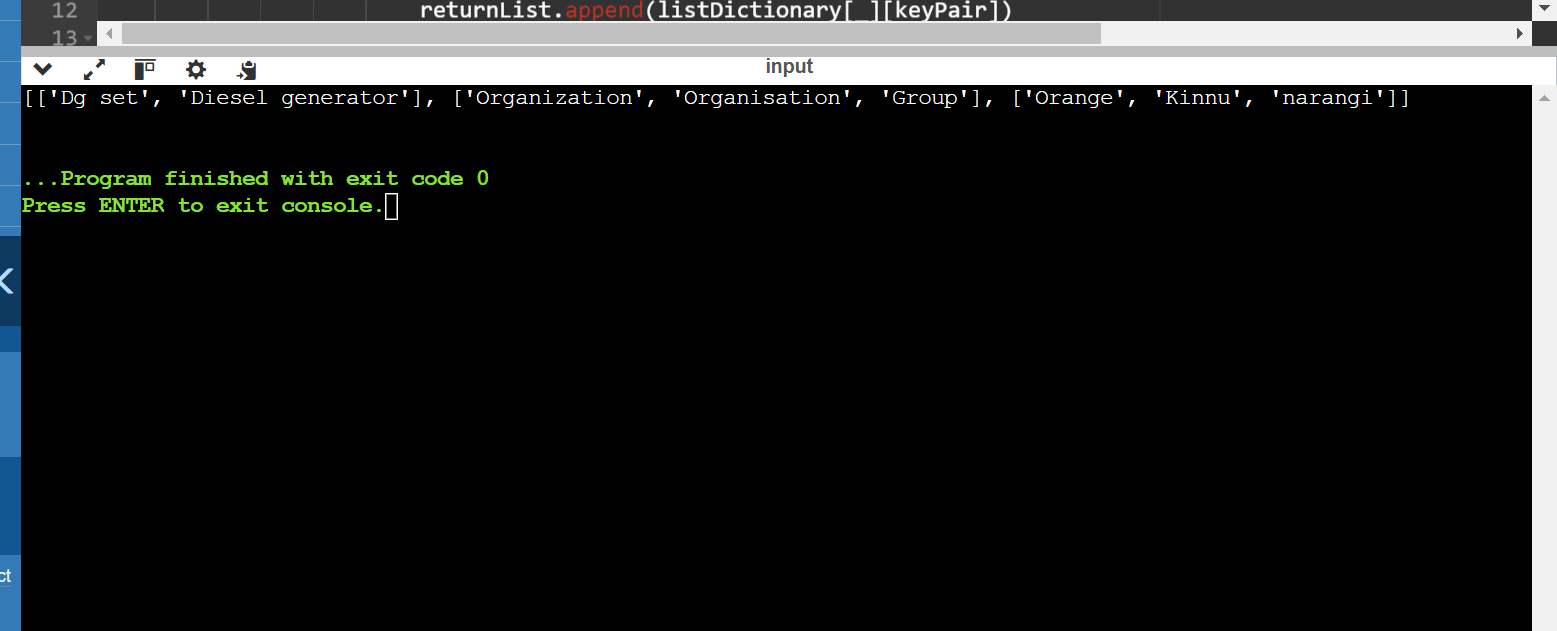 12 returnList.append(listDictionary[_][keyPair])
13
input
[['Dg set', 'Diesel generator'], ['Organization', 'Organisation', 'Group'], ['Orange', 'Kinnu', 'narangi']]
...Program finished with exit code 0
Press ENTER to exit console.
ct